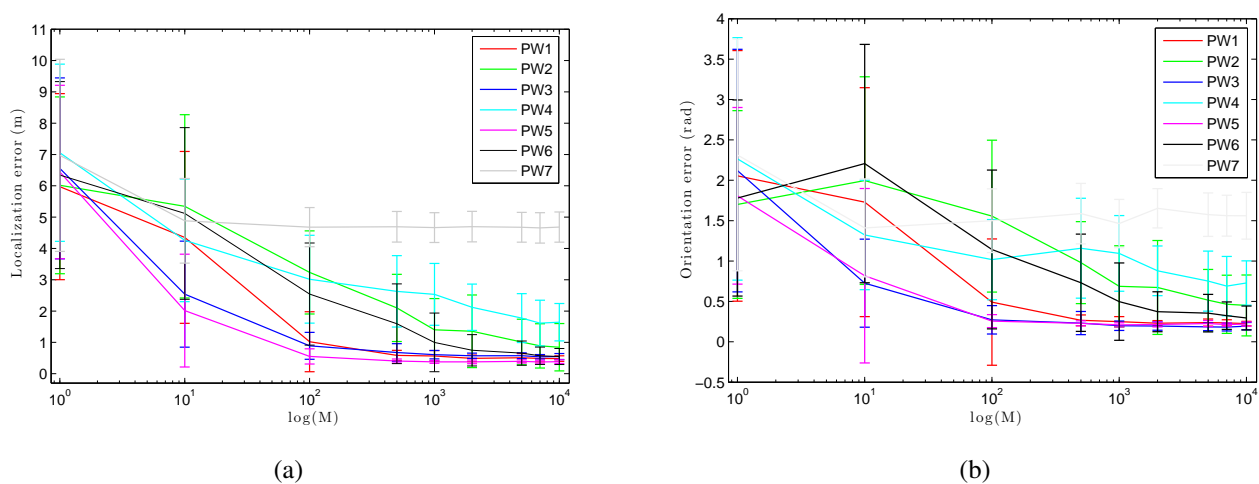 11
10
9
8
7
6
5
4
3
2
1
0
Localization error (m)
10^0 10^1 10^2 10^3 10^4
log(M)
PW1
PW2
PW3
PW4
PW5
PW6
PW7
(a)
4
3.5
3
2.5
2
1.5
1
0.5
0
−0.5
Orientation error (rad)
10^0 10^1 10^2 10^3 10^4
log(M)
PW1
PW2
PW3
PW4
PW5
PW6
PW7
(b)